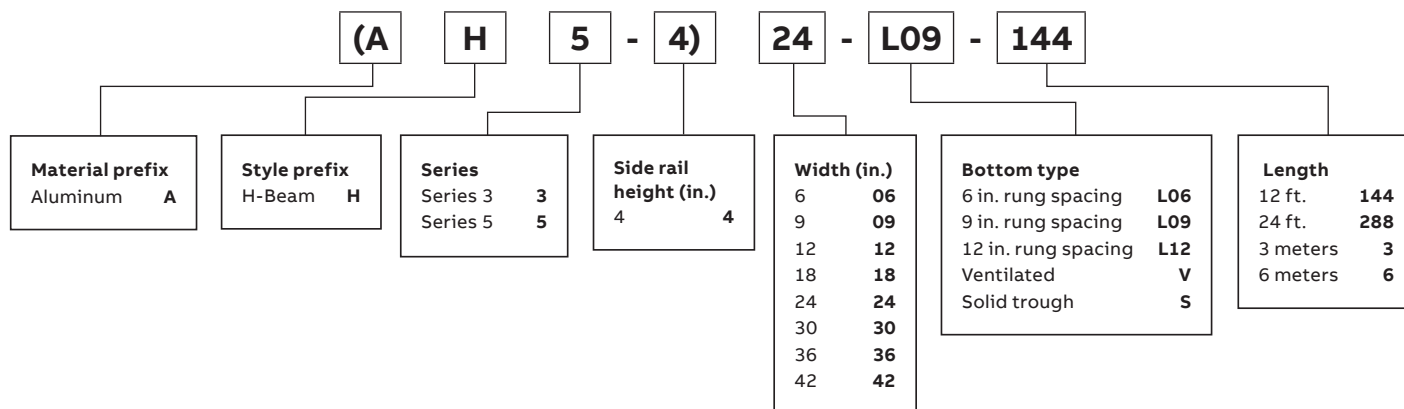 (A H 5 - 4) 24 - L09 - 144
Material prefix
Aluminum A
Style prefix
H-Beam H
Series
Series 3 3
Series 5 5
Side rail
height (in.)
4 4
Width (in.)
6 06
9 09
12 12
18 18
24 24
30 30
36 36
42 42
Bottom type
6 in. rung spacing L06
9 in. rung spacing L09
12 in. rung spacing L12
Ventilated V
Solid trough S
Length
12 ft. 144
24 ft. 288
3 meters 3
6 meters 6